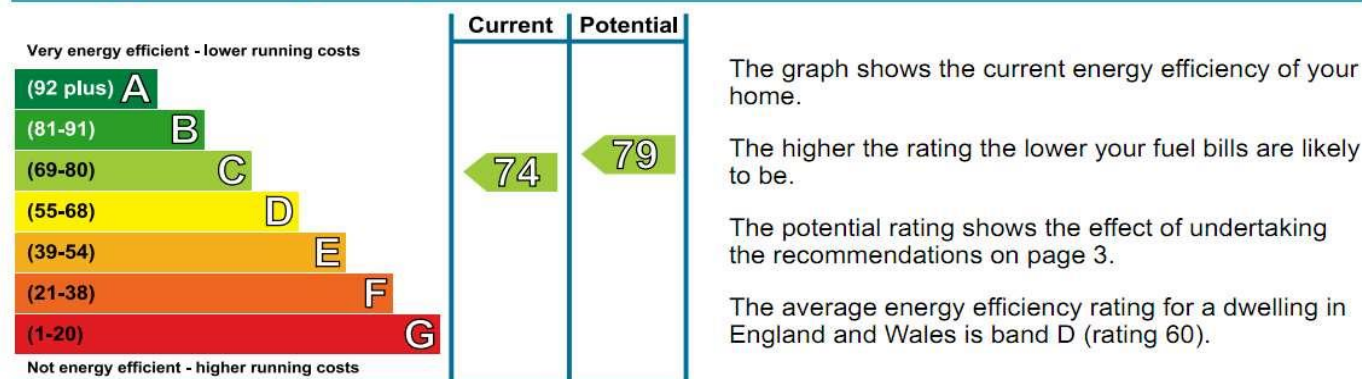 Current Potential
Very energy efficient - lower running costs
(92 plus) A
(81-91) B
(69-80) C
(55-68) D
(39-54) E
(21-38) F
(1-20) G
Not energy efficient - higher running costs
74
79
The graph shows the current energy efficiency of your
home.
The higher the rating the lower your fuel bills are likely
to be.
The potential rating shows the effect of undertaking
the recommendations on page 3.
The average energy efficiency rating for a dwelling in
England and Wales is band D (rating 60).